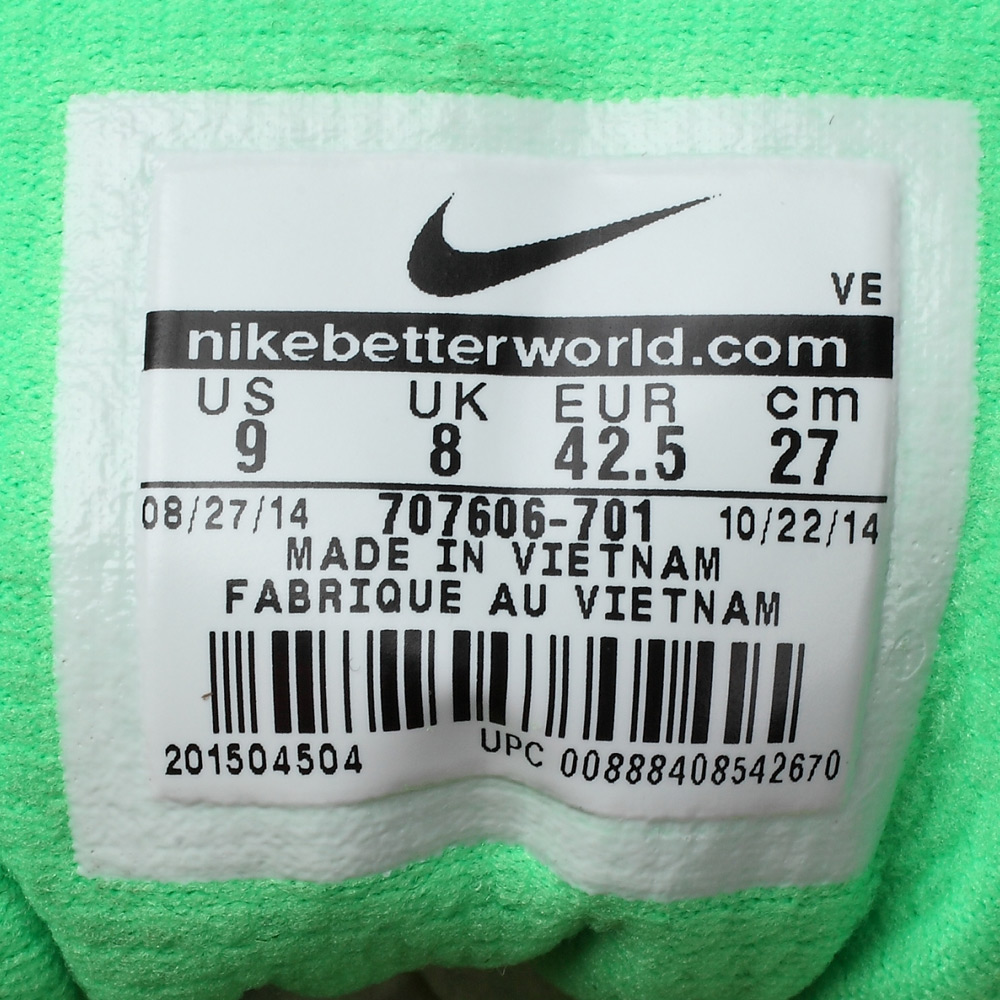 VE
nikebetterworld.com
US UK EUR cm
9 8 42.5 27
08/27/14 707606-701 10/22/14
MADE IN VIETNAM
FABRIQUE AU VIETNAM
201504504 UPC 00888408542670